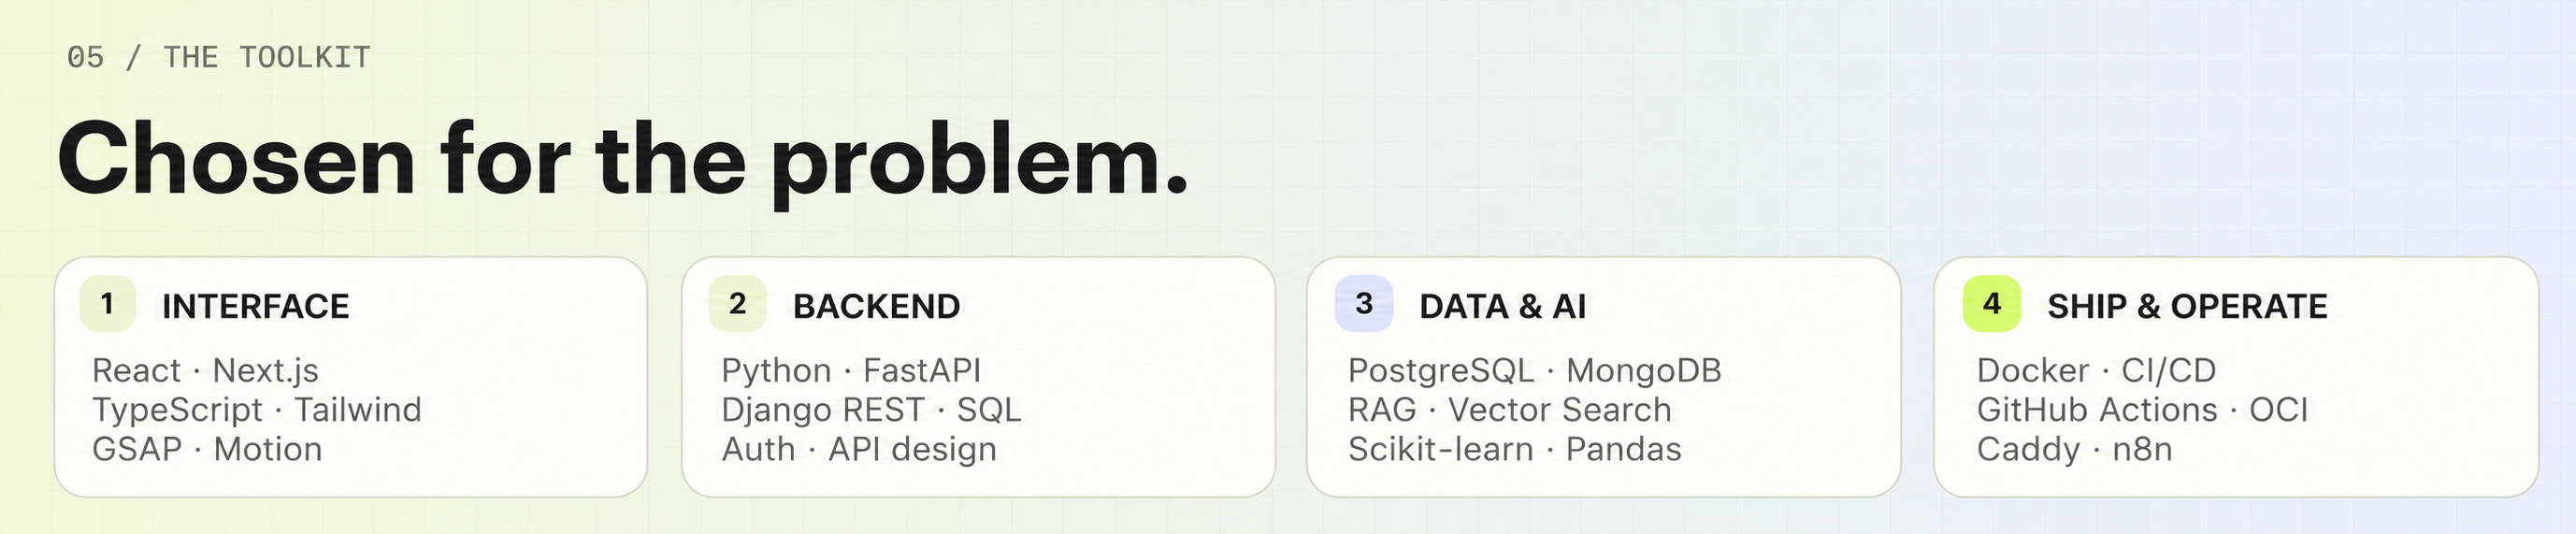 05 / THE TOOLKIT
Chosen for the problem.
1 INTERFACE
React · Next.js
TypeScript · Tailwind
GSAP · Motion
2 BACKEND
Python · FastAPI
Django REST · SQL
Auth · API design
3 DATA & AI
PostgreSQL · MongoDB
RAG · Vector Search
Scikit-learn · Pandas
4 SHIP & OPERATE
Docker · CI/CD
GitHub Actions · OCI
Caddy · n8n